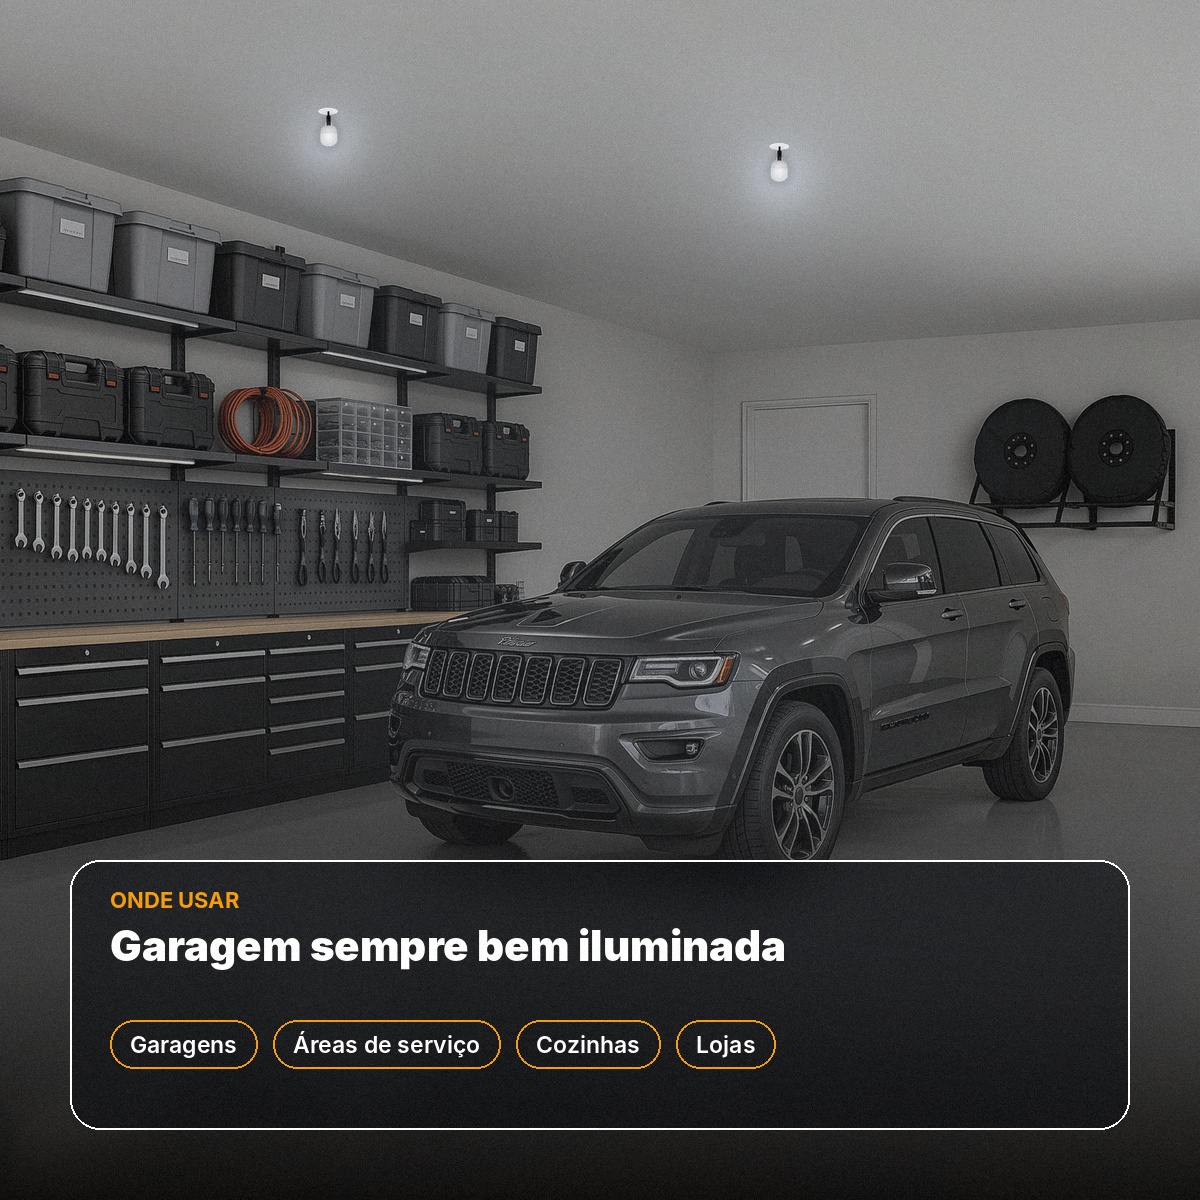 ONDE USAR
Garagem sempre bem iluminada
Garagens
Áreas de serviço
Cozinhas
Lojas